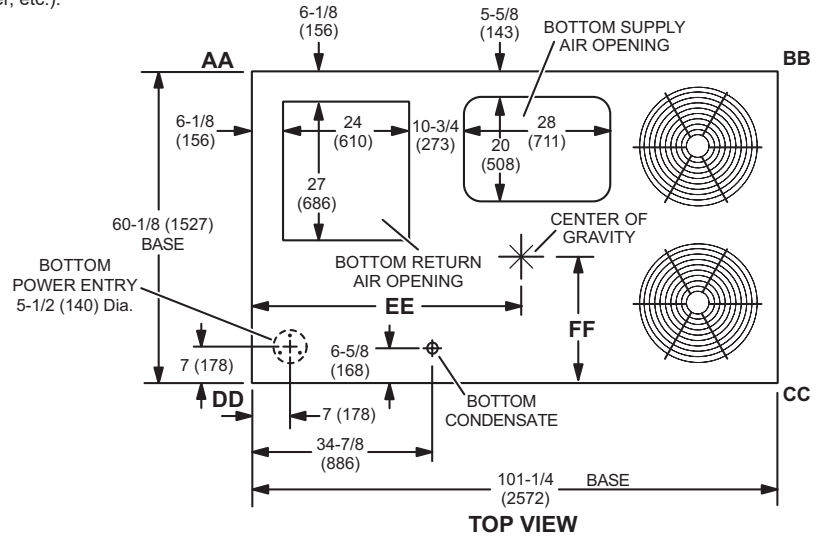 er, etc.).
6-1/8
(156)
5-5/8
(143)
BOTTOM SUPPLY
AIR OPENING
AA
BB
6-1/8
(156)
24
(610)
10-3/4
(273)
28
(711)
20
(508)
27
(686)
60-1/8 (1527)
BASE
CENTER OF
GRAVITY
BOTTOM
POWER ENTRY
5-1/2 (140) Dia.
BOTTOM RETURN
AIR OPENING
EE
FF
7 (178)
6-5/8
(168)
DD
CC
7 (178)
BOTTOM
CONDENSATE
34-7/8
(886)
101-1/4
(2572)
BASE
TOP VIEW